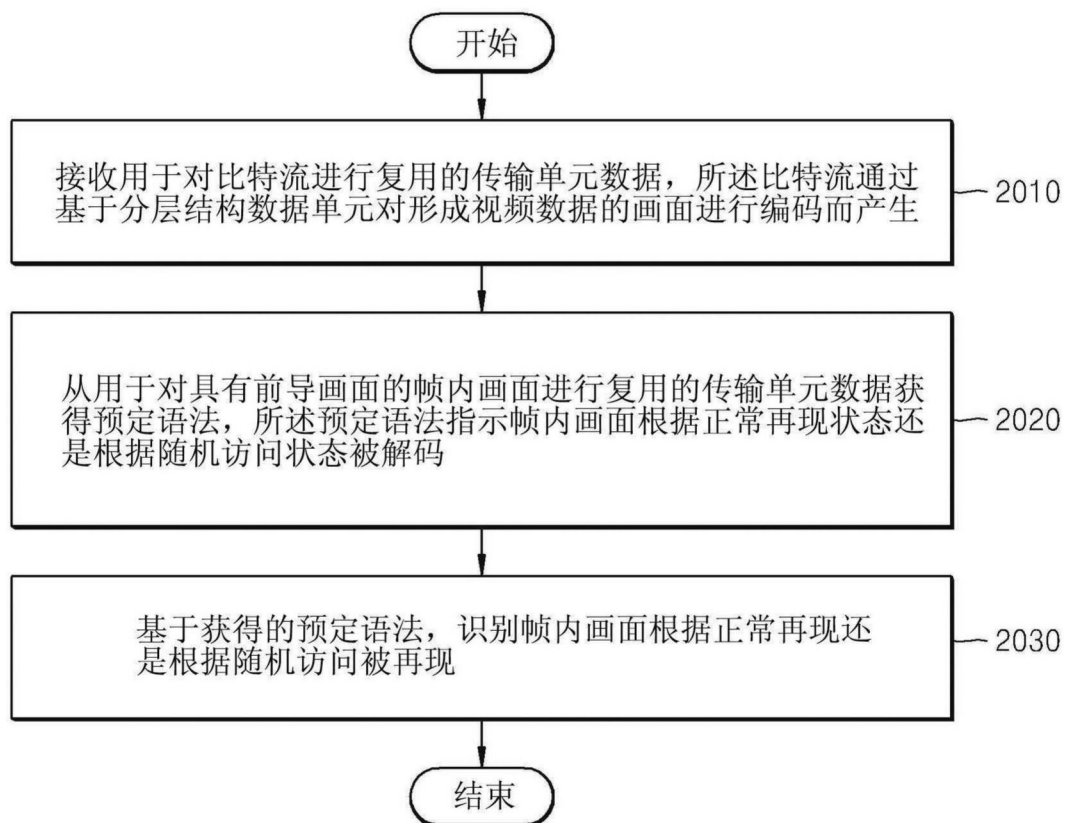 开始
接收用于对比特流进行复用的传输单元数据，所述比特流通过
基于分层结构数据单元对形成视频数据的画面进行编码而产生
2010
从用于对具有前导画面的帧内画面进行复用的传输单元数据获
得预定语法，所述预定语法指示帧内画面根据正常再现状态还
是根据随机访问状态被解码
2020
基于获得的预定语法，识别帧内画面根据正常再现还
是根据随机访问被再现
2030
结束